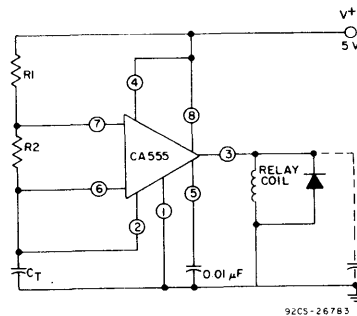 V+
5 V
R1
4
7
8
R2
CA555
3
6
5
RELAY
COIL
2
1
CT
0.01 μF
92CS-26783